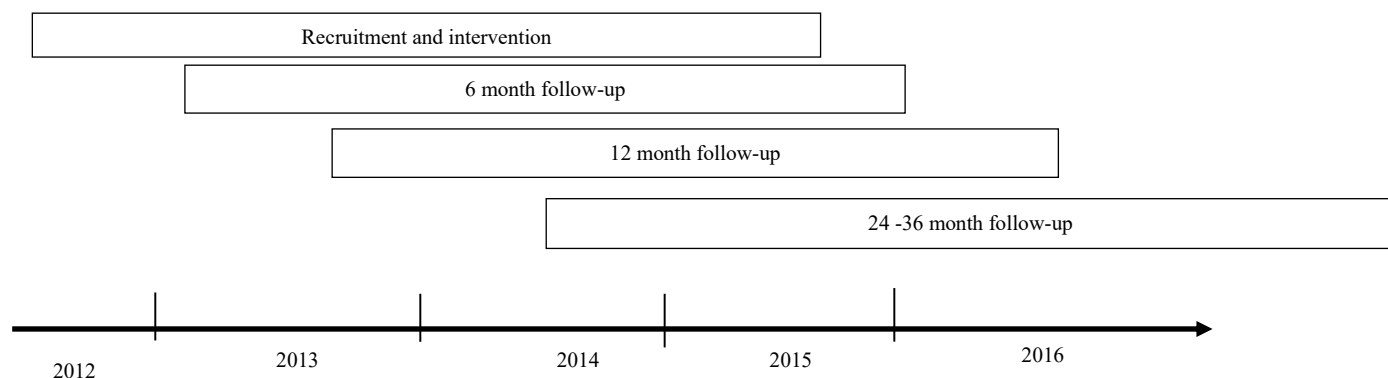 Recruitment and intervention
6 month follow-up
12 month follow-up
24 -36 month follow-up
2012 2013 2014 2015 2016